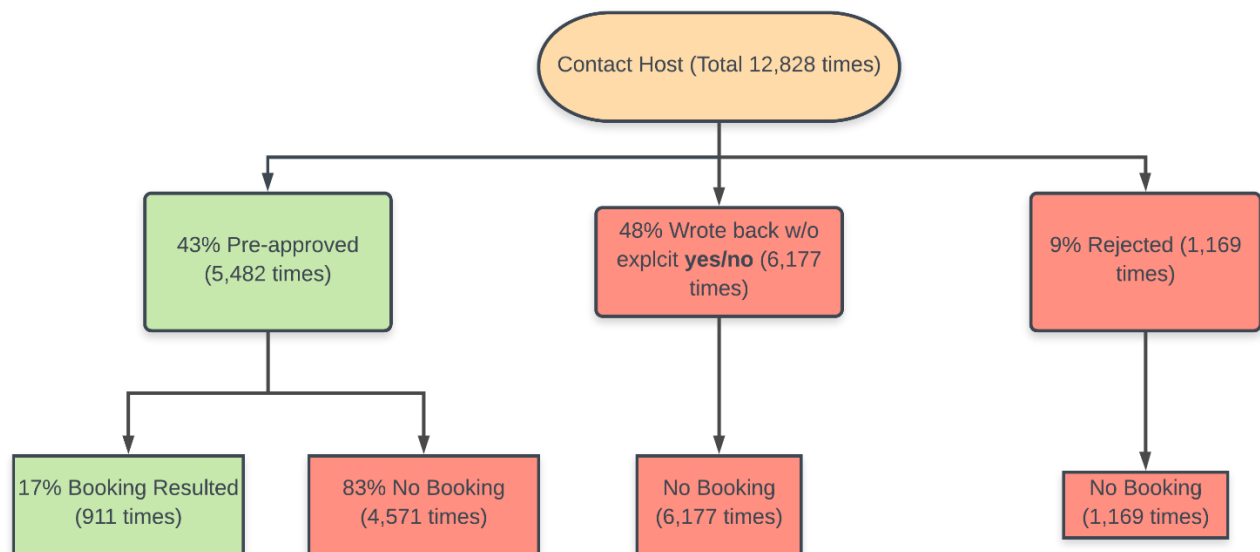 Contact Host (Total 12,828 times)
43% Pre-approved
(5,482 times)
48% Wrote back w/o
explcit yes/no (6,177
times)
9% Rejected (1,169
times)
17% Booking Resulted
(911 times)
83% No Booking
(4,571 times)
No Booking
(6,177 times)
No Booking
(1,169 times)